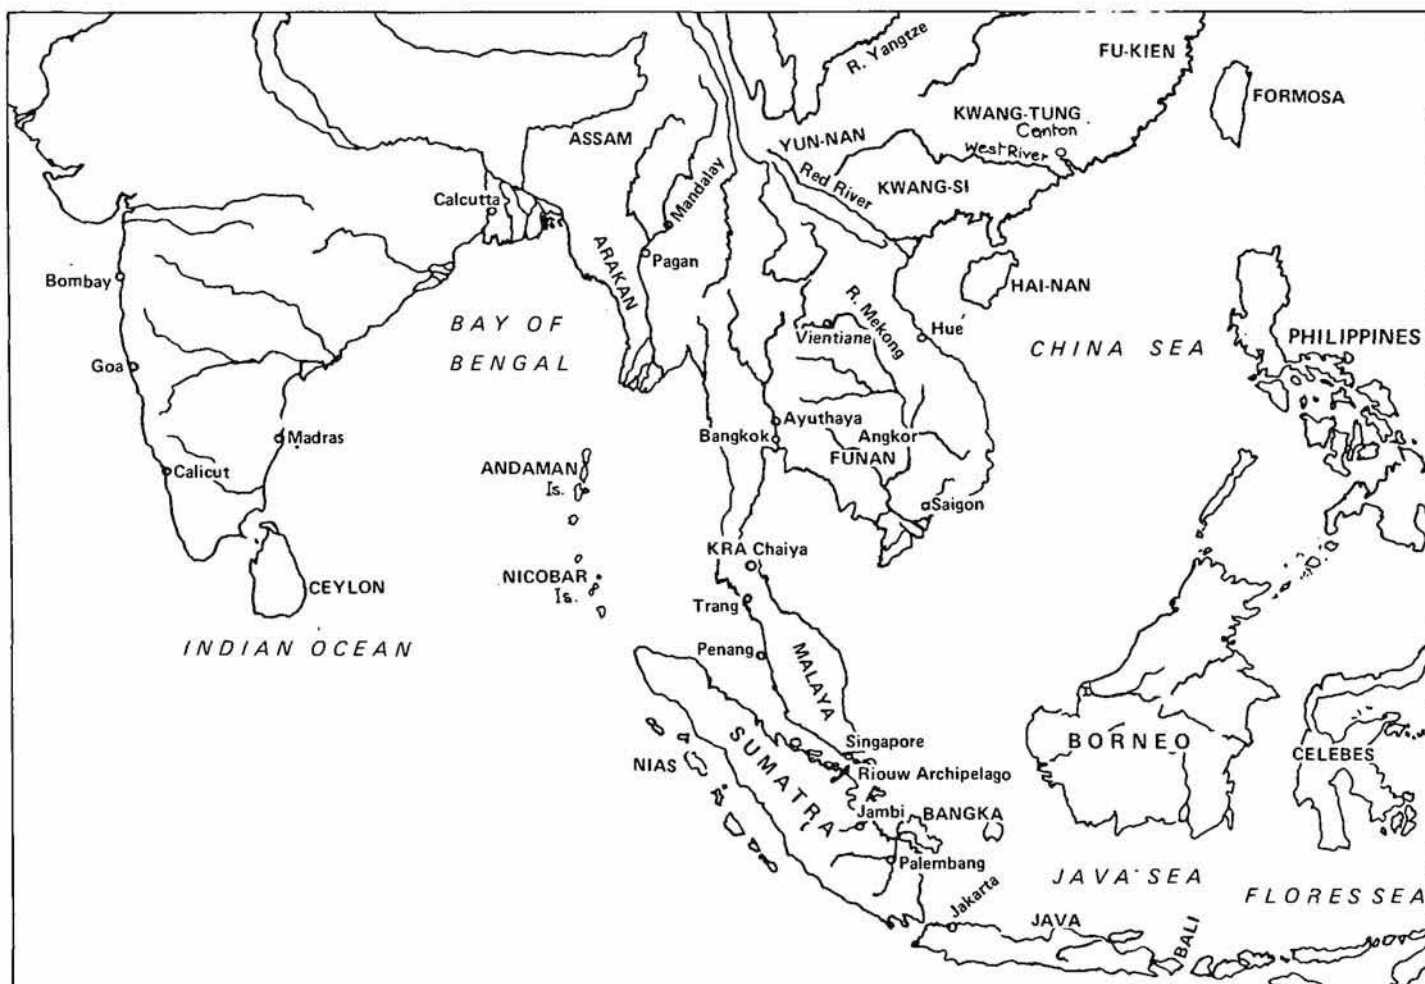 R. Yangtze
FU-KIEN
FORMOSA
ASSAM
KWANG-TUNG
Canton
YUN-NAN
West River
Mandalay
Red River
KWANG-SI
Calcutta
ARAKAN
Pagan
Bombay
HAI-NAN
R. Mekong
BAY OF
BENGAL
Vientiane
Hué
CHINA SEA
PHILIPPINES
Goa
Ayuthaya
Madras
Bangkok
Angkor
FUNAN
Calicut
ANDAMAN
Is.
Saigon
KRA Chaiya
NICOBAR
Is.
CEYLON
Trang
INDIAN OCEAN
Penang
MALAYA
SUMATRA
Singapore
BORNEO
CELEBES
NIAS
Riouw Archipelago
Jambi
BANGKA
Palembang
JAVA SEA
Jakarta
FLORES SEA
JAVA
BALI